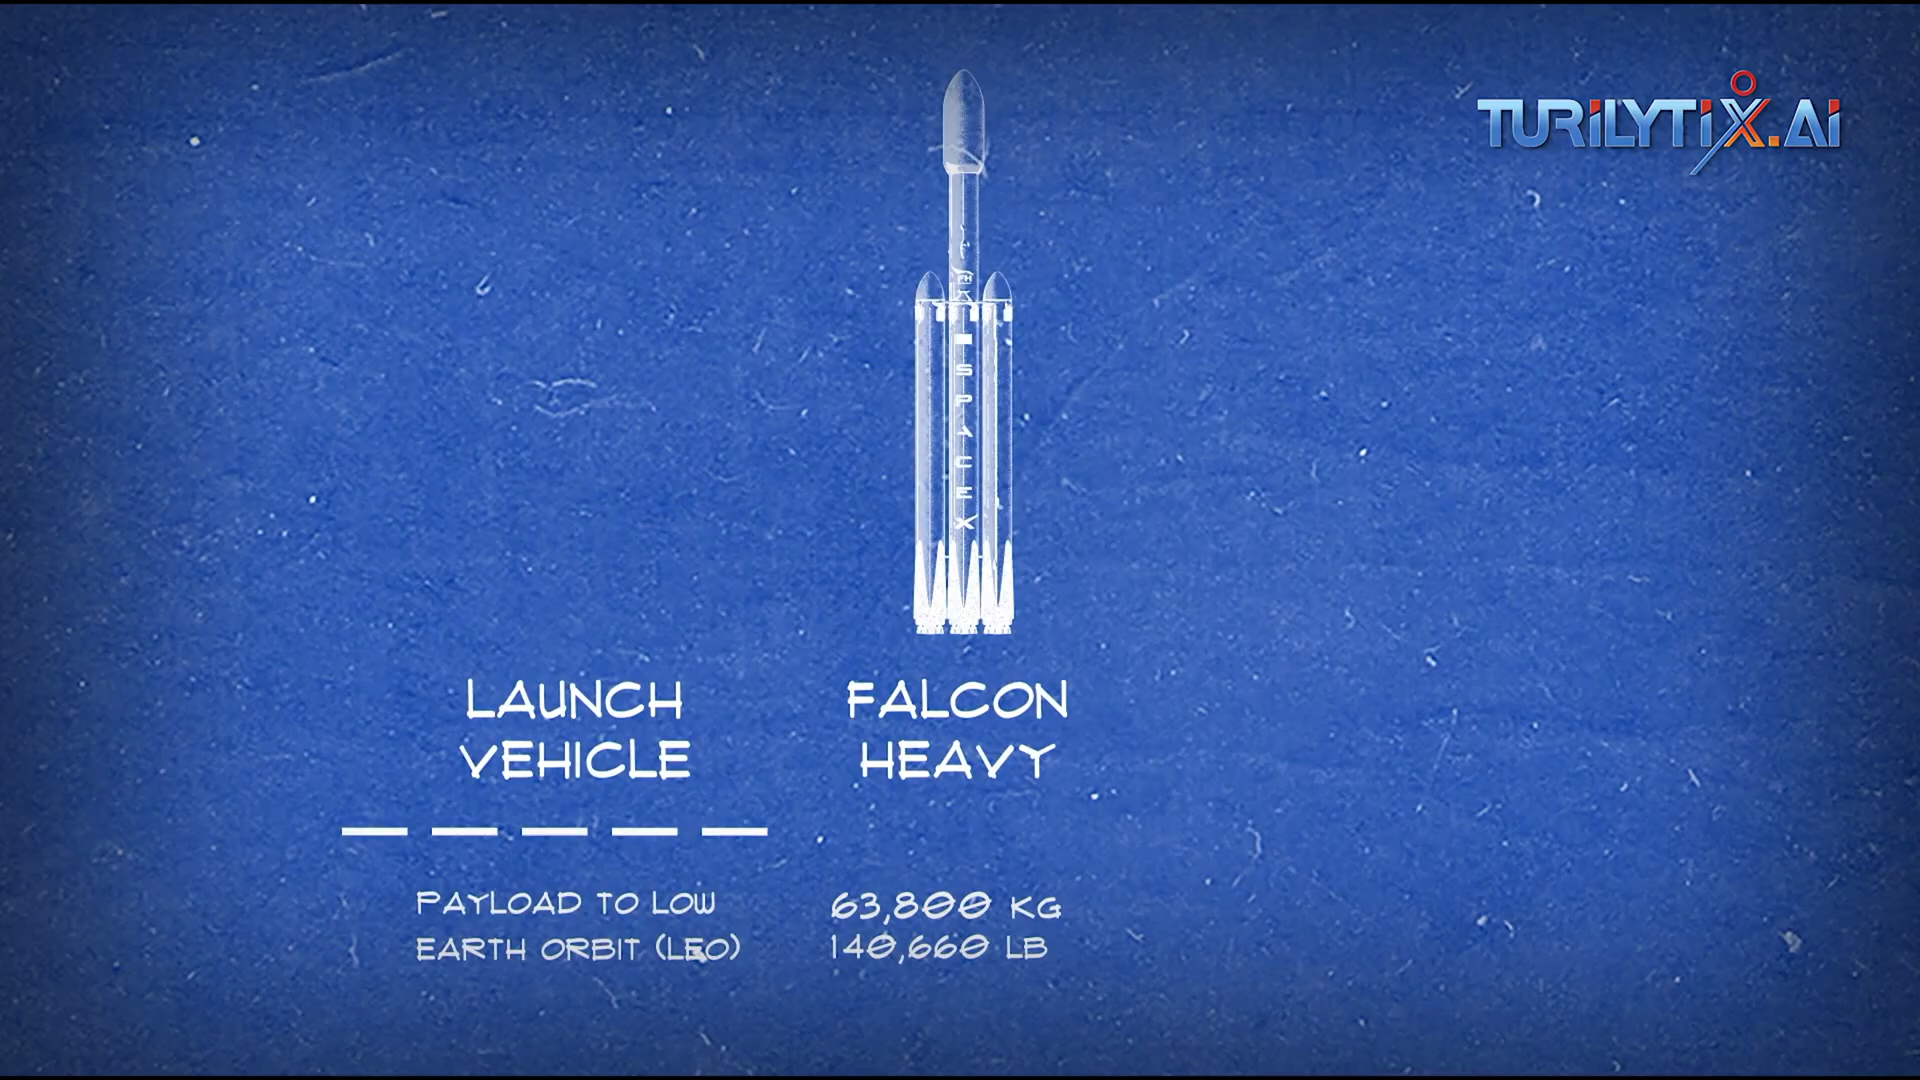 TURILYTIX.AI
SPACEX
LAUNCH
VEHICLE
FALCON
HEAVY
PAYLOAD TO LOW
EARTH ORBIT (LEO)
63,800 KG
140,660 LB